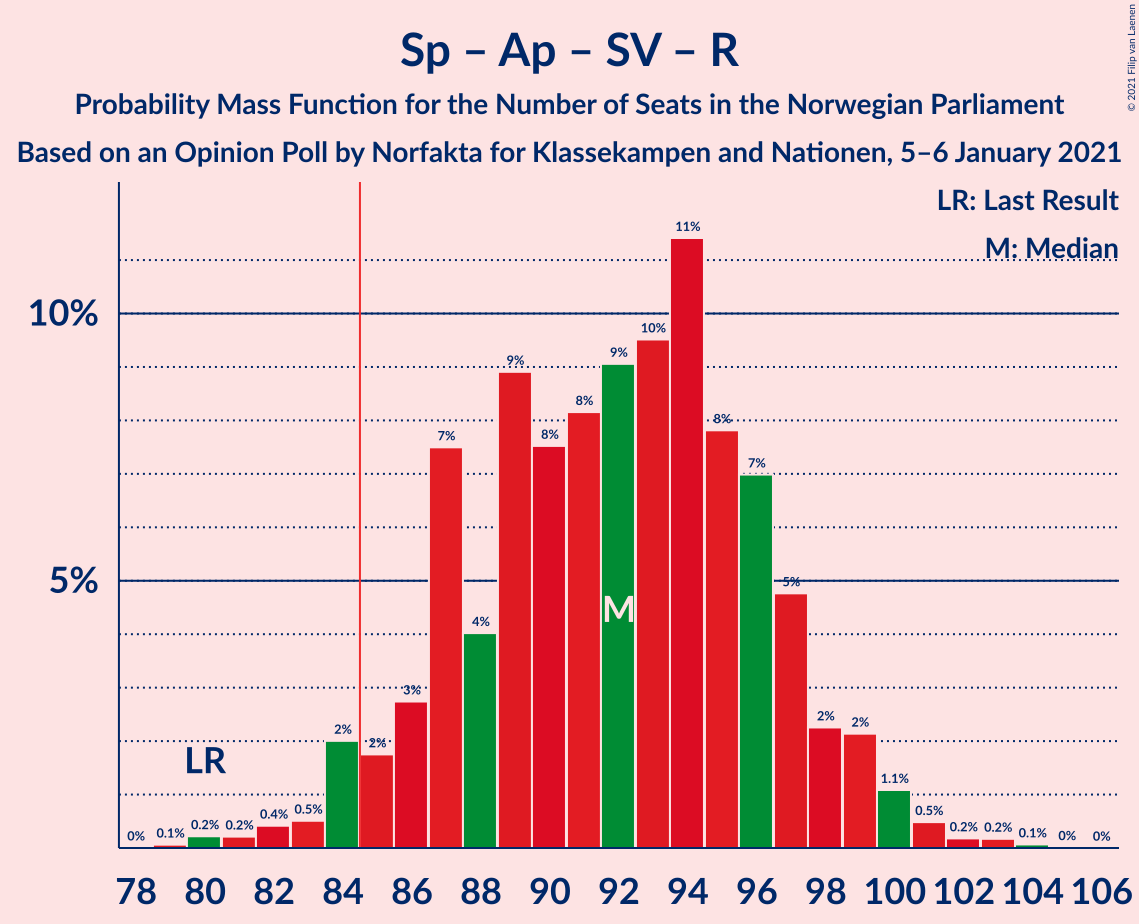 Sp – Ap – SV – R
Probability Mass Function for the Number of Seats in the Norwegian Parliament
Based on an Opinion Poll by Norfakta for Klassekampen and Nationen, 5–6 January 2021
© 2021 Filip van Laenen
LR: Last Result
M: Median
10%
5%
LR
M
0% 0.1% 0.2% 0.2% 0.4% 0.5% 2% 2% 3% 7% 4% 9% 8% 8% 9% 10% 11% 8% 7% 5% 2% 2% 1.1% 0.5% 0.2% 0.2% 0.1% 0% 0%
78 80 82 84 86 88 90 92 94 96 98 100 102 104 106